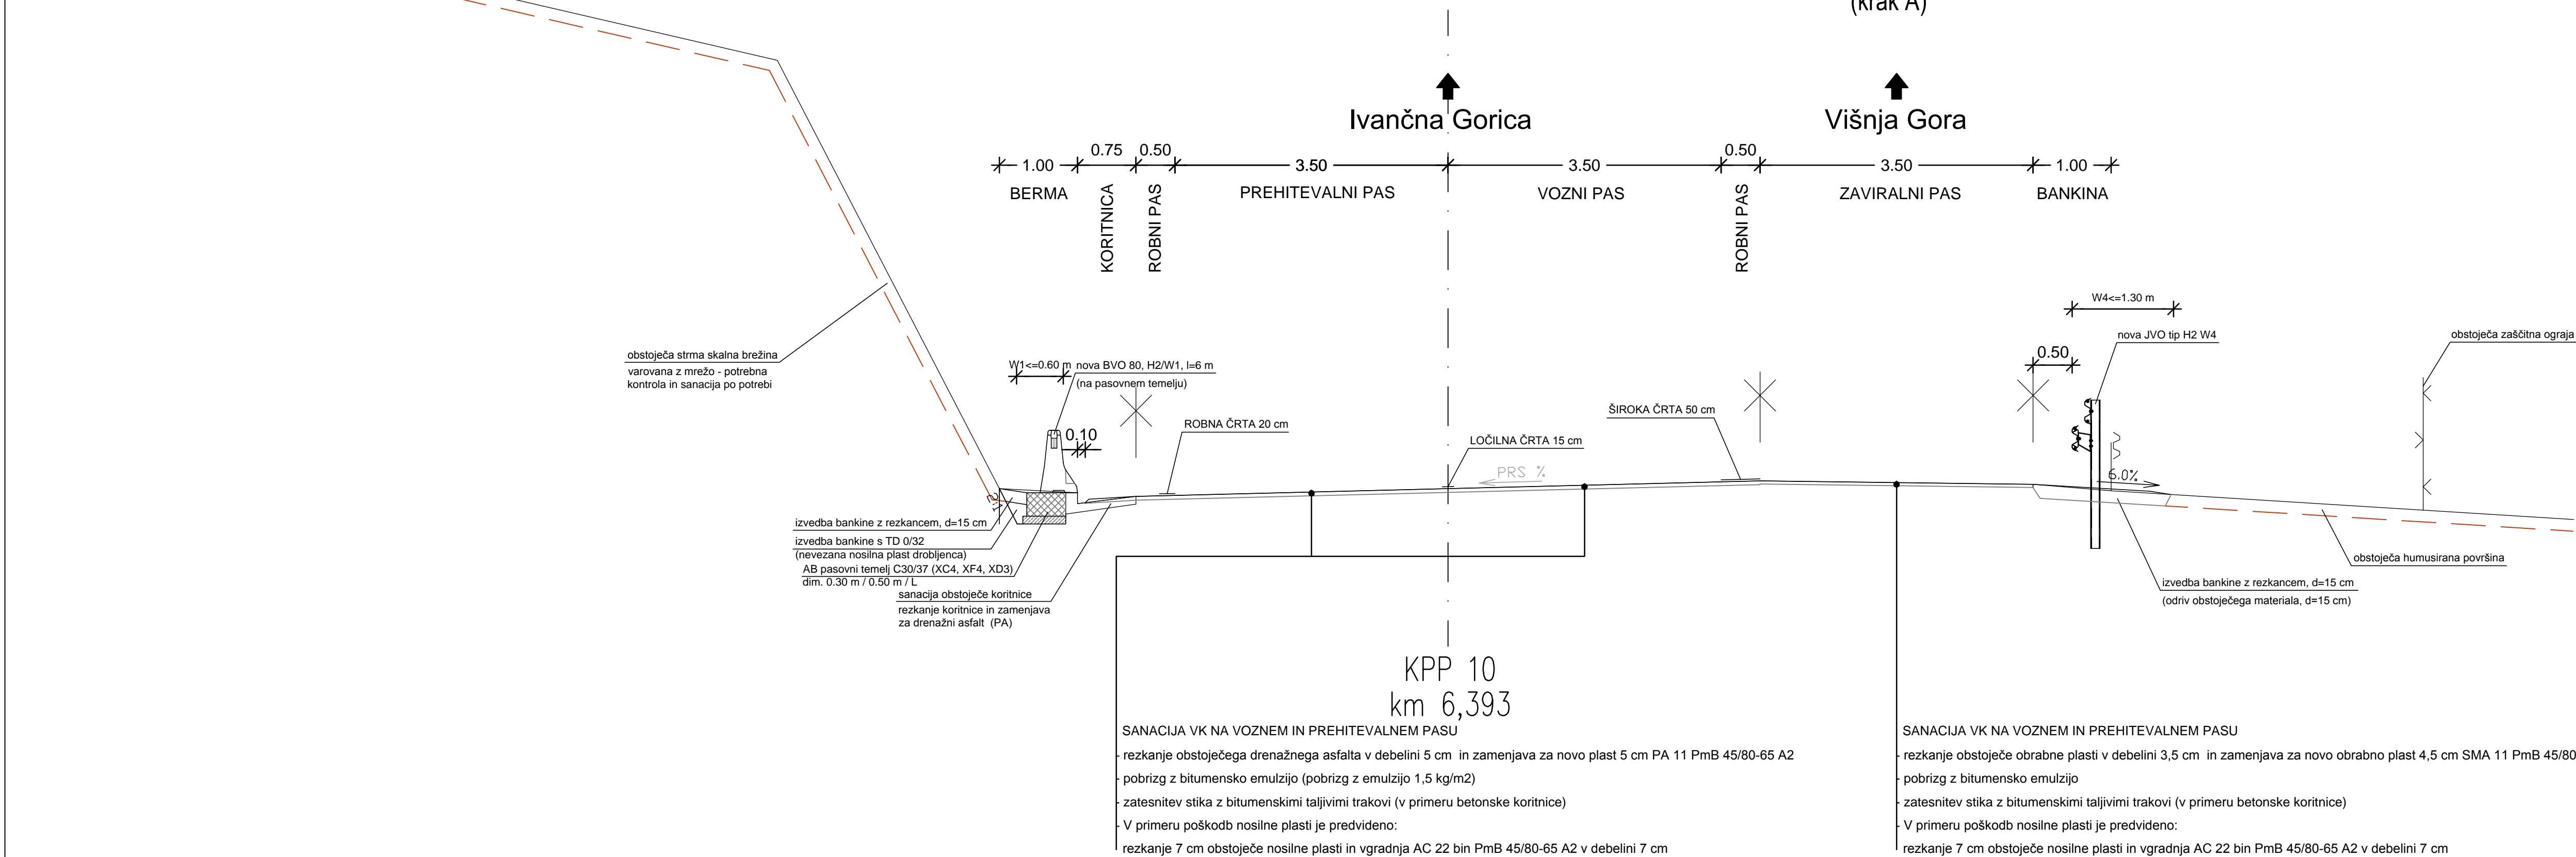 (krak A)
Ivančna Gorica
Višnja Gora
1.00
0.75
0.50
3.50
3.50
0.50
3.50
1.00
BERMA
KORITNICA
ROBNI PAS
PREHITEVALNI PAS
VOZNI PAS
ROBNI PAS
ZAVIRALNI PAS
BANKINA
W4<=1.30 m
nova JVO tip H2 W4
obstoječa zaščitna ograja
0.50
obstoječa strma skalna brežina
varovana z mrežo - potrebna
kontrola in sanacija po potrebi
W1<=0.60 m
nova BVO 80, H2/W1, l=6 m
(na pasovnem temelju)
0.10
ROBNA ČRTA 20 cm
LOČILNA ČRTA 15 cm
ŠIROKA ČRTA 50 cm
PRS %
6.0%
izvedba bankine z rezkancem, d=15 cm
izvedba bankine s TD 0/32
(nevezana nosilna plast drobljenca)
AB pasovni temelj C30/37 (XC4, XF4, XD3)
dim. 0.30 m / 0.50 m / L
sanacija obstoječe koritnice
rezkanje koritnice in zamenjava
za drenažni asfalt (PA)
obstoječa humusirana površina
izvedba bankine z rezkancem, d=15 cm
(odriv obstoječega materiala, d=15 cm)
KPP 10
km 6,393
SANACIJA VK NA VOZNEM IN PREHITEVALNEM PASU
- rezkanje obstoječega drenažnega asfalta v debelini 5 cm in zamenjava za novo plast 5 cm PA 11 PmB 45/80-65 A2
- pobrizg z bitumensko emulzijo (pobrizg z emulzijo 1,5 kg/m2)
- zatesnitev stika z bitumenskimi taljivimi trakovi (v primeru betonske koritnice)
- V primeru poškodb nosilne plasti je predvideno:
rezkanje 7 cm obstoječe nosilne plasti in vgradnja AC 22 bin PmB 45/80-65 A2 v debelini 7 cm
SANACIJA VK NA VOZNEM IN PREHITEVALNEM PASU
- rezkanje obstoječe obrabne plasti v debelini 3,5 cm in zamenjava za novo obrabno plast 4,5 cm SMA 11 PmB 45/80
- pobrizg z bitumensko emulzijo
- zatesnitev stika z bitumenskimi taljivimi trakovi (v primeru betonske koritnice)
- V primeru poškodb nosilne plasti je predvideno:
rezkanje 7 cm obstoječe nosilne plasti in vgradnja AC 22 bin PmB 45/80-65 A2 v debelini 7 cm